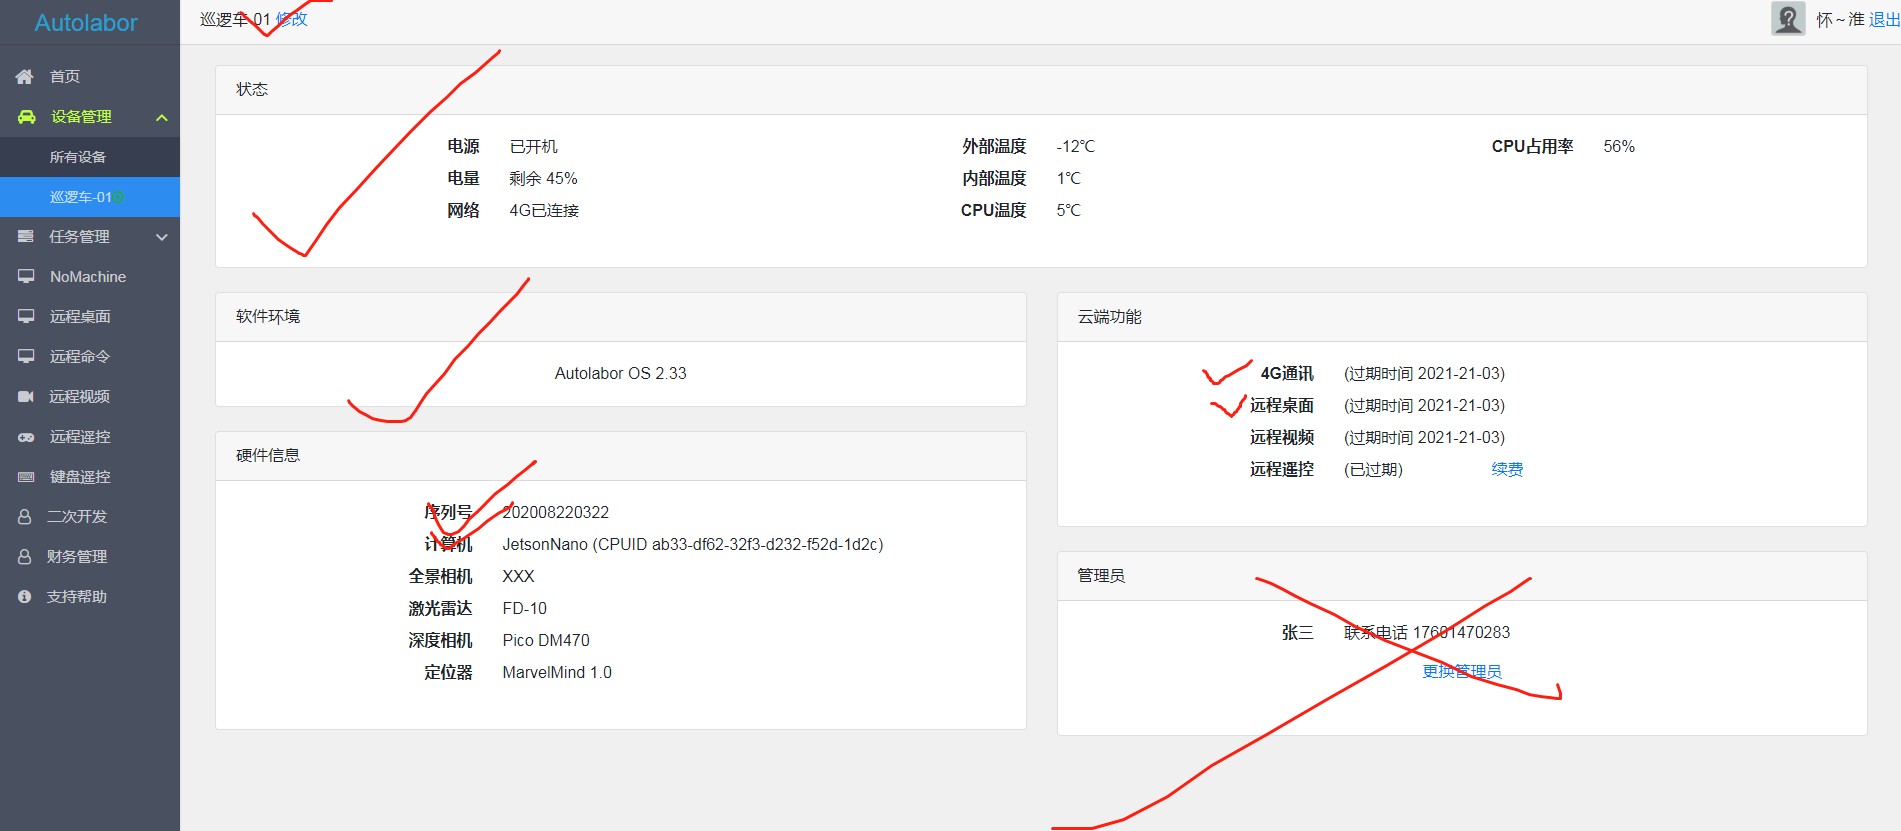 Autolabor
巡逻车-01 修改
怀~淮 退出
首页
设备管理
所有设备
巡逻车-01
任务管理
NoMachine
远程桌面
远程命令
远程视频
远程遥控
键盘遥控
二次开发
财务管理
支持帮助
状态
电源 已开机
电量 剩余 45%
网络 4G已连接
外部温度 -12℃
内部温度 1℃
CPU温度 5℃
CPU占用率 56%
软件环境
Autolabor OS 2.33
硬件信息
序列号 202008220322
计算机 JetsonNano (CPUID ab33-df62-32f3-d232-f52d-1d2c)
全景相机 XXX
激光雷达 FD-10
深度相机 Pico DM470
定位器 MarvelMind 1.0
云端功能
4G通讯 (过期时间 2021-21-03)
远程桌面 (过期时间 2021-21-03)
远程视频 (过期时间 2021-21-03)
远程遥控 (已过期) 续费
管理员
张三 联系电话 17601470283
更换管理员